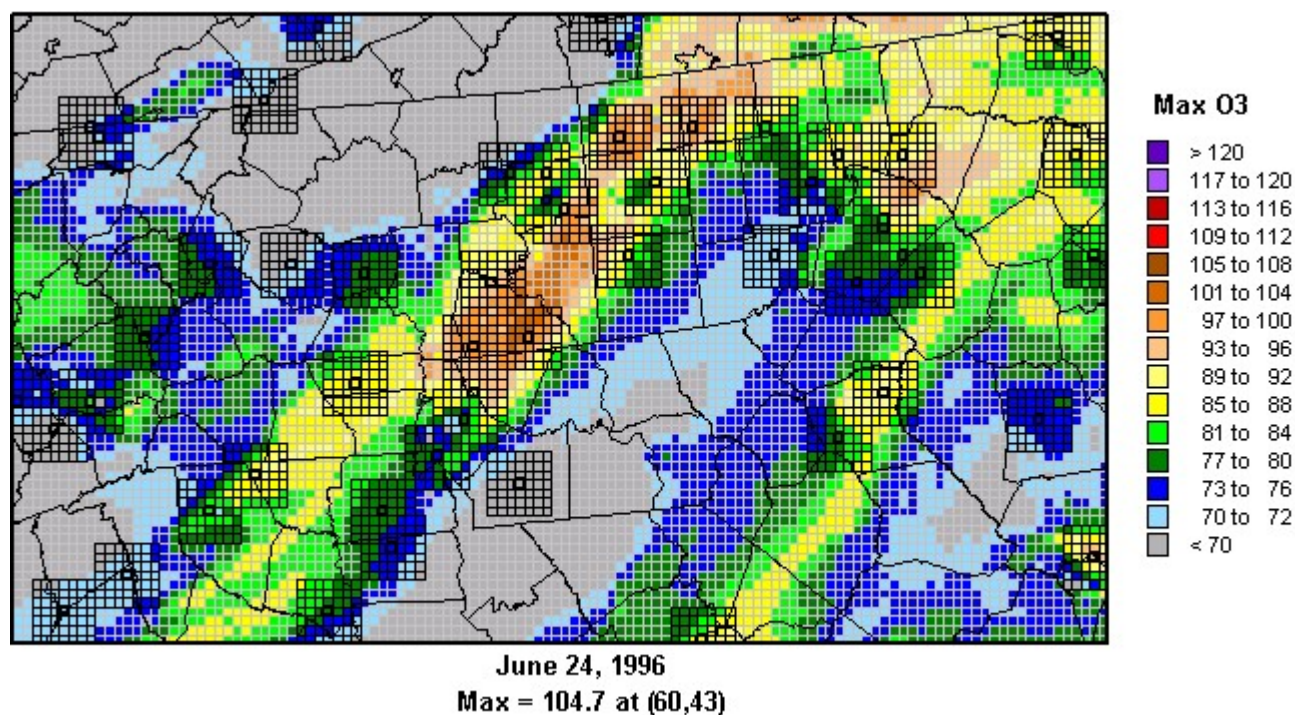 Max O3
> 120
117 to 120
113 to 116
109 to 112
105 to 108
101 to 104
97 to 100
93 to 96
89 to 92
85 to 88
81 to 84
77 to 80
73 to 76
70 to 72
< 70
June 24, 1996
Max = 104.7 at (60,43)